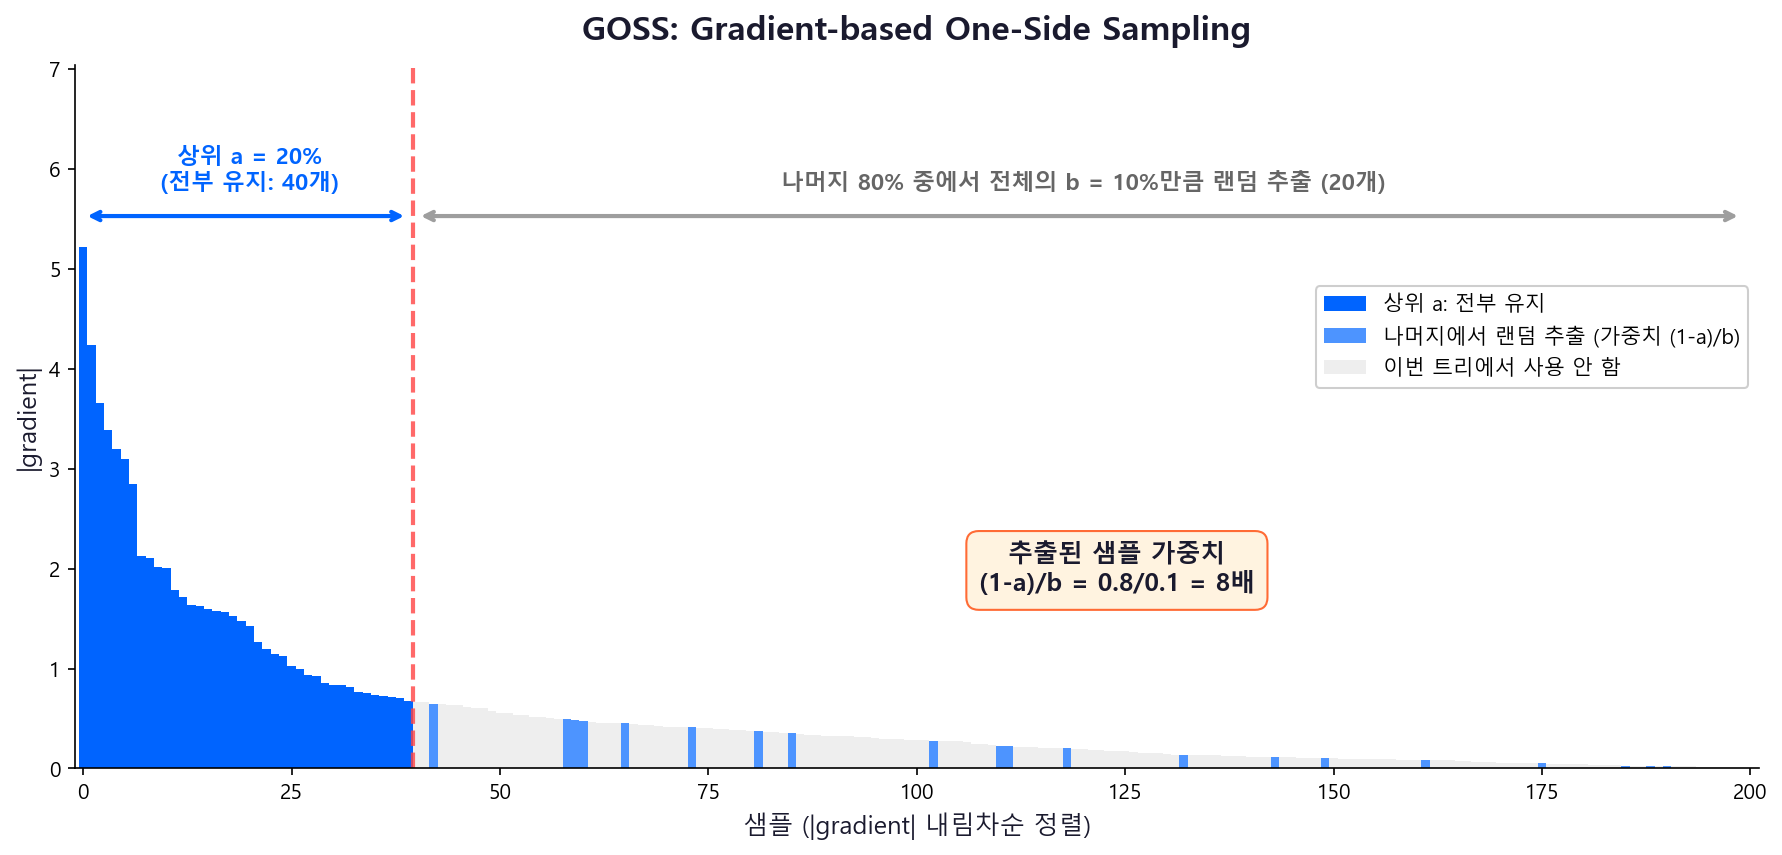 GOSS: Gradient-based One-Side Sampling
7
6
5
4
3
2
1
0
|gradient|
상위 a = 20%
(전부 유지: 40개)
나머지 80% 중에서 전체의 b = 10%만큼 랜덤 추출 (20개)
상위 a: 전부 유지
나머지에서 랜덤 추출 (가중치 (1-a)/b)
이번 트리에서 사용 안 함
추출된 샘플 가중치
(1-a)/b = 0.8/0.1 = 8배
0 25 50 75 100 125 150 175 200
샘플 (|gradient| 내림차순 정렬)